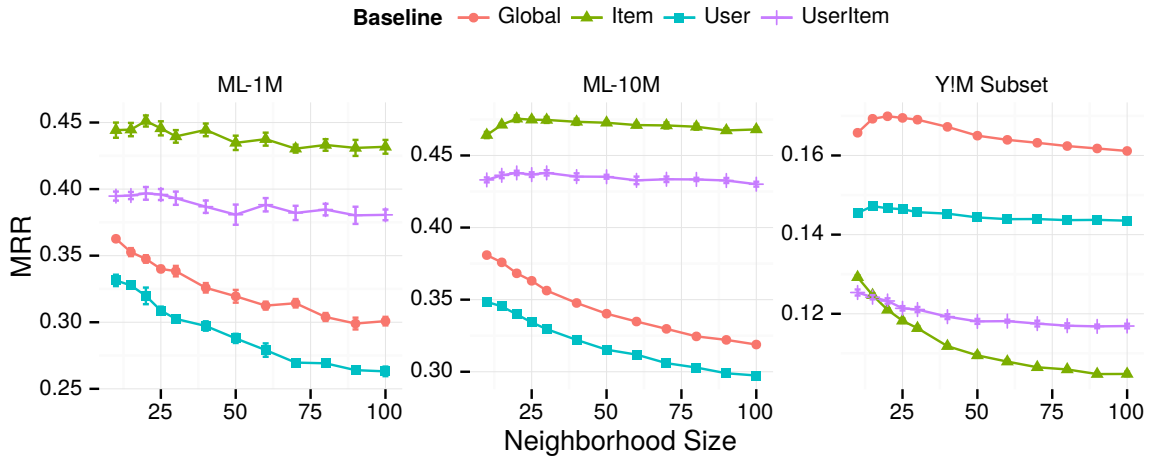 Baseline Global Item User UserItem
ML-1M ML-10M Y!M Subset
MRR
0.45
0.40
0.35
0.30
0.25
0.45
0.40
0.35
0.30
0.16
0.14
0.12
25 50 75 100 25 50 75 100 25 50 75 100
Neighborhood Size